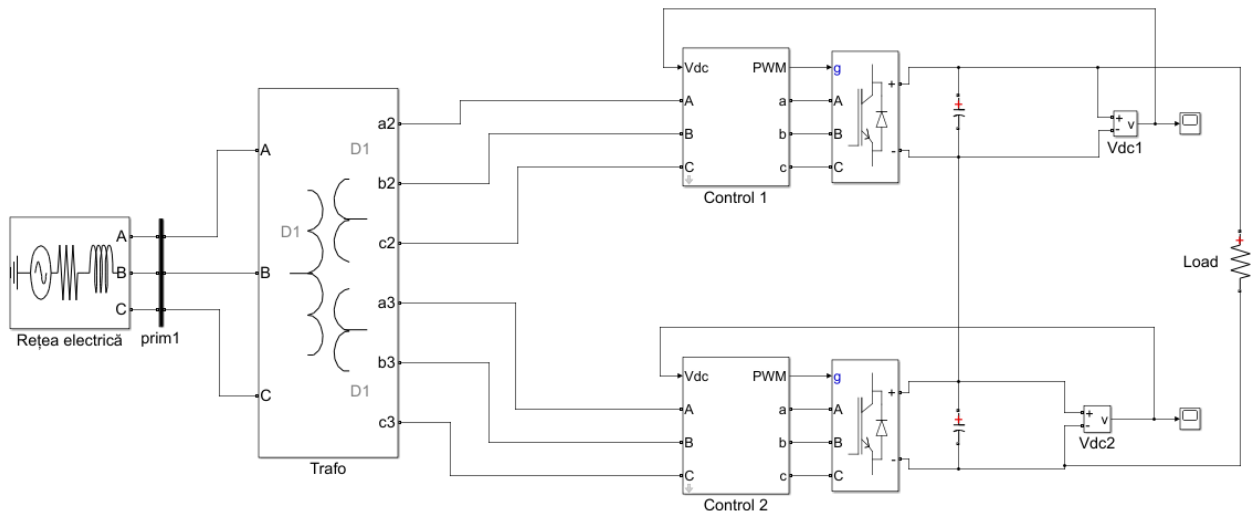 Vdc PWM g
A a A +
B b B
C c C -
Control 1
+ v
-
Vdc1
a2
D1
b2
A
D1
c2
A
B
B
C
a3
b3
D1
C
c3
Rețea electrică
prim1
Trafo
Load
Vdc PWM g
A a A +
B b B
C c C -
Control 2
+ v
-
Vdc2